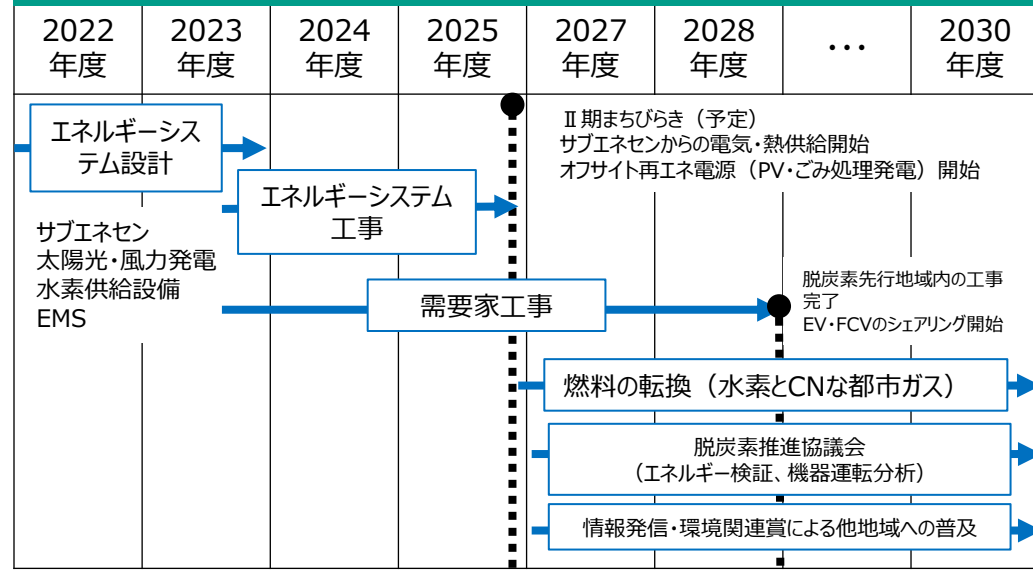 2022
年度
2023
年度
2024
年度
2025
年度
2027
年度
2028
年度
…
2030
年度
エネルギーシス
テム設計
Ⅱ期まちびらき（予定）
サブエネセンからの電気・熱供給開始
オフサイト再エネ電源（PV・ごみ処理発電）開始
エネルギーシステム
工事
サブエネセン
太陽光・風力発電
水素供給設備
EMS
需要家工事
脱炭素先行地域内の工事
完了
EV・FCVのシェアリング開始
燃料の転換（水素とCNな都市ガス）
脱炭素推進協議会
（エネルギー検証、機器運転分析）
情報発信・環境関連賞による他地域への普及